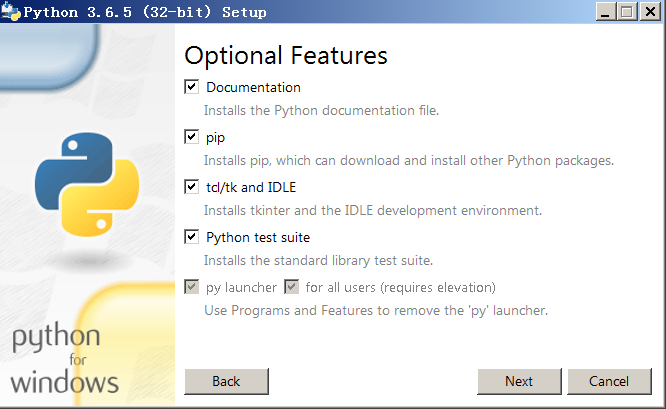 Python 3.6.5 (32-bit) Setup
Optional Features
Documentation
Installs the Python documentation file.
pip
Installs pip, which can download and install other Python packages.
tcl/tk and IDLE
Installs tkinter and the IDLE development environment.
Python test suite
Installs the standard library test suite.
py launcher for all users (requires elevation)
Use Programs and Features to remove the 'py' launcher.
python
for
windows
Back Next Cancel